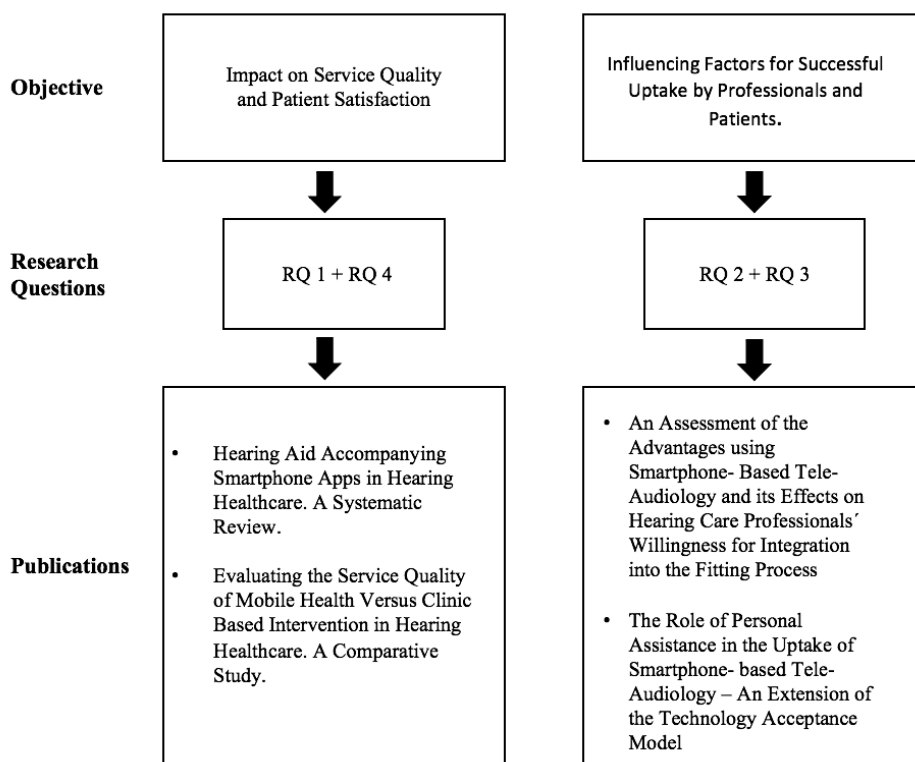 Objective
Impact on Service Quality
and Patient Satisfaction
Influencing Factors for Successful
Uptake by Professionals and
Patients.
Research
Questions
RQ 1 + RQ 4
RQ 2 + RQ 3
Publications
• Hearing Aid Accompanying
Smartphone Apps in Hearing
Healthcare. A Systematic
Review.
• Evaluating the Service Quality
of Mobile Health Versus Clinic
Based Intervention in Hearing
Healthcare. A Comparative
Study.
• An Assessment of the
Advantages using
Smartphone- Based Tele-
Audiology and its Effects on
Hearing Care Professionals´
Willingness for Integration
into the Fitting Process
• The Role of Personal
Assistance in the Uptake of
Smartphone- based Tele-
Audiology – An Extension of
the Technology Acceptance
Model